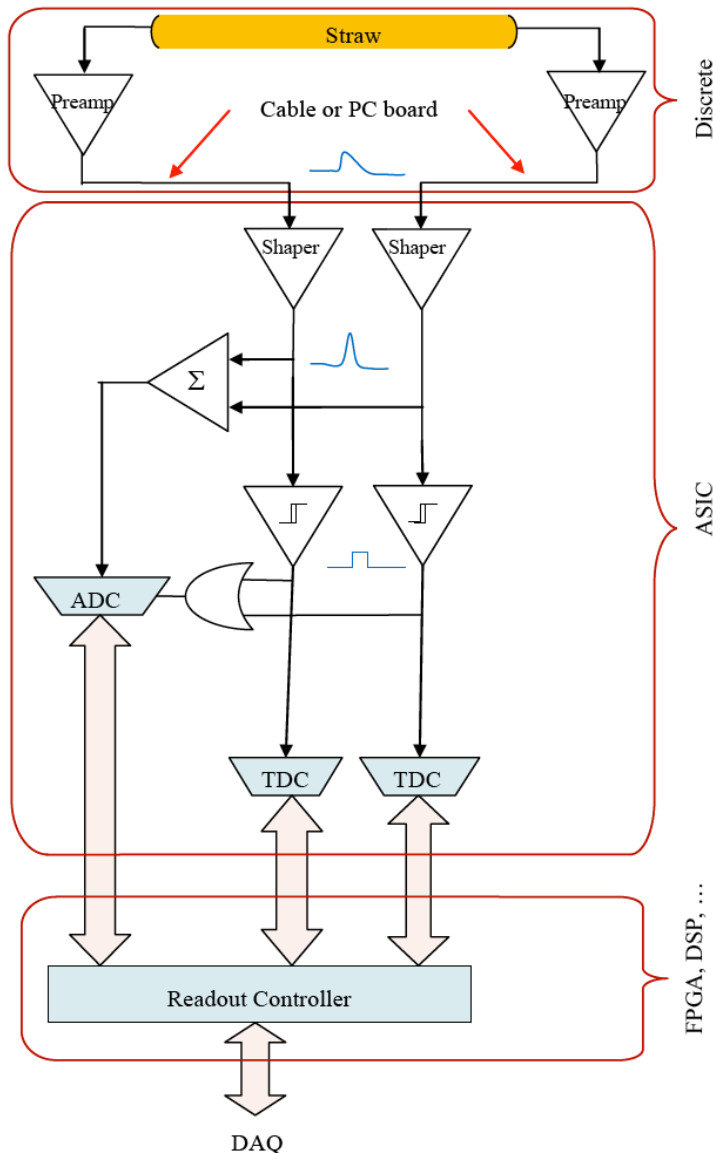 Straw
Preamp
Preamp
Cable or PC board
Discrete
Shaper
Shaper
Σ
ASIC
ADC
TDC
TDC
FPGA, DSP, …
Readout Controller
DAQ